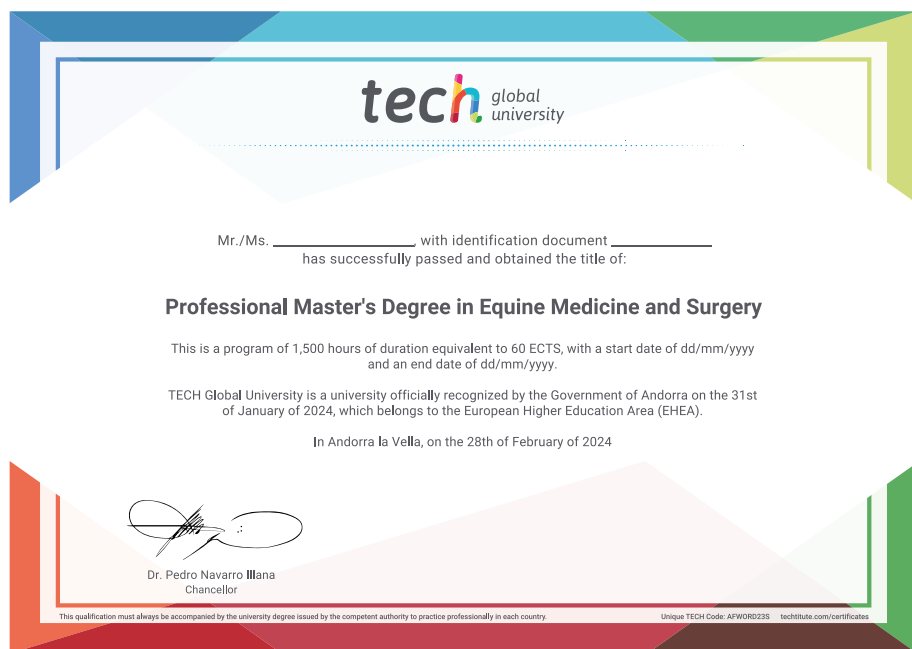 tech global university
Mr./Ms. ____________________, with identification document ______________
has successfully passed and obtained the title of:
Professional Master's Degree in Equine Medicine and Surgery
This is a program of 1,500 hours of duration equivalent to 60 ECTS, with a start date of dd/mm/yyyy
and an end date of dd/mm/yyyy.
TECH Global University is a university officially recognized by the Government of Andorra on the 31st
of January of 2024, which belongs to the European Higher Education Area (EHEA).
In Andorra la Vella, on the 28th of February of 2024
Dr. Pedro Navarro Illana
Chancellor
This qualification must always be accompanied by the university degree issued by the competent authority to practice professionally in each country.
Unique TECH Code: AFWORD23S techtitute.com/certificates